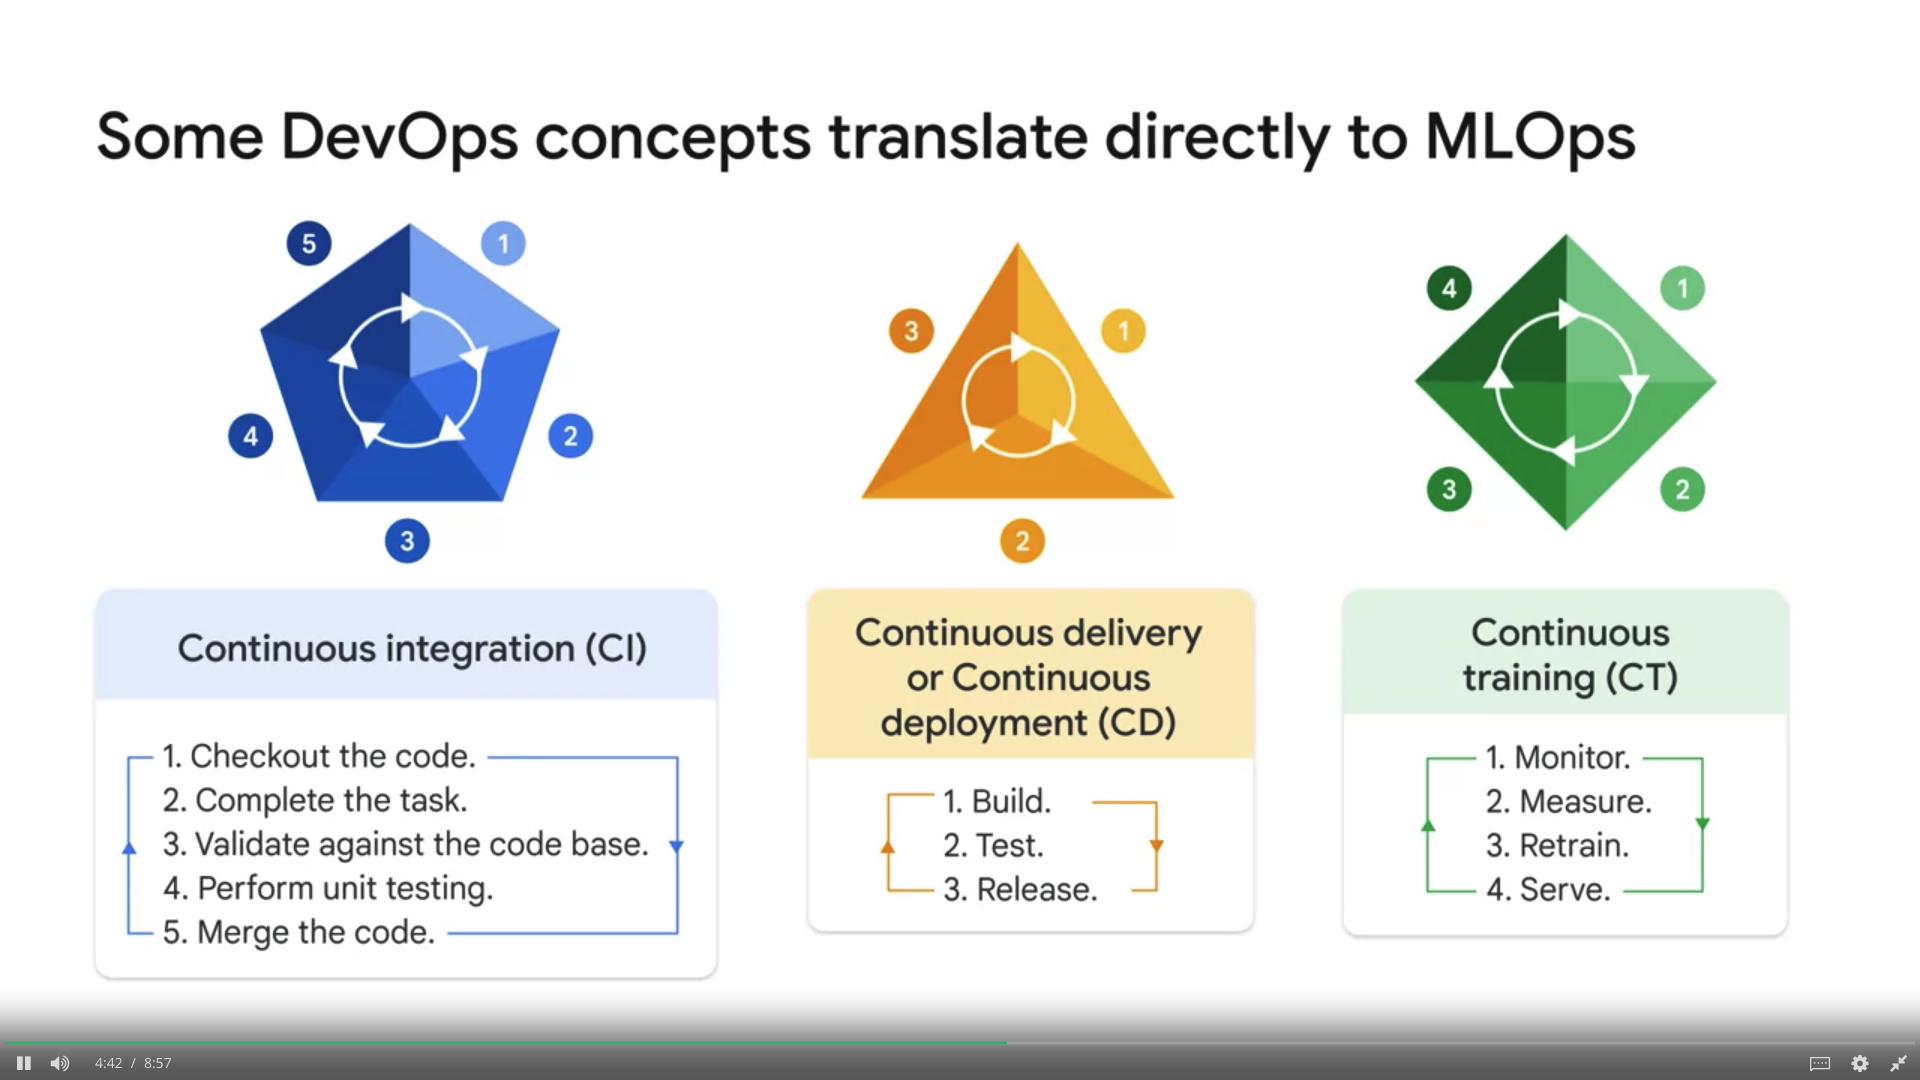 Some DevOps concepts translate directly to MLOps
5
1
4
2
3
3
1
2
4
1
3
2
Continuous integration (CI)
1. Checkout the code.
2. Complete the task.
3. Validate against the code base.
4. Perform unit testing.
5. Merge the code.
Continuous delivery
or Continuous
deployment (CD)
1. Build.
2. Test.
3. Release.
Continuous
training (CT)
1. Monitor.
2. Measure.
3. Retrain.
4. Serve.
4:42 / 8:57